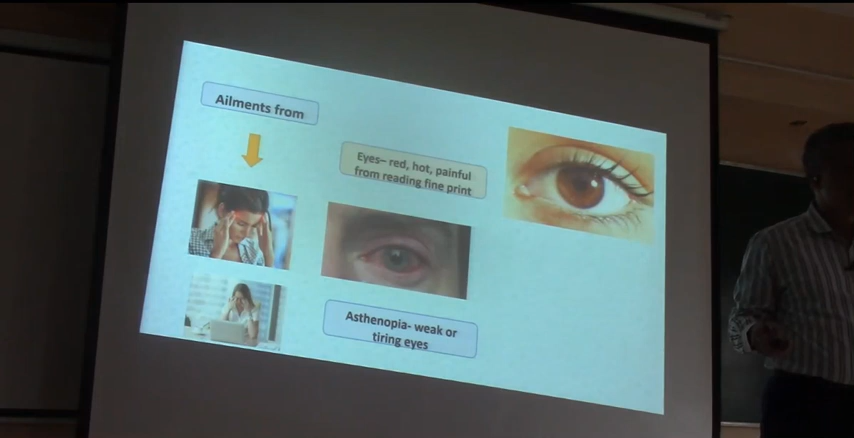 Ailments from
Eyes– red, hot, painful
from reading fine print
Asthenopia- weak or
tiring eyes